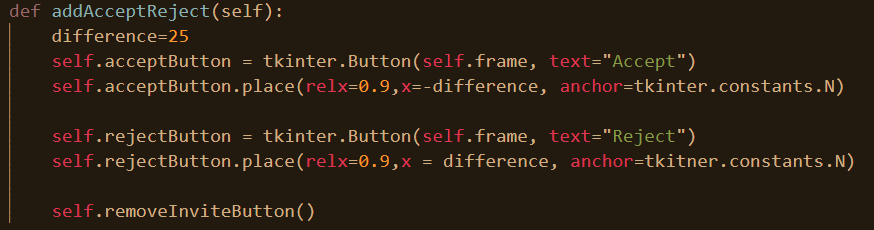 def addAcceptReject(self):
    difference=25
    self.acceptButton = tkinter.Button(self.frame, text="Accept")
    self.acceptButton.place(relx=0.9,x=-difference, anchor=tkinter.constants.N)

    self.rejectButton = tkinter.Button(self.frame, text="Reject")
    self.rejectButton.place(relx=0.9,x = difference, anchor=tkitner.constants.N)

    self.removeInviteButton()